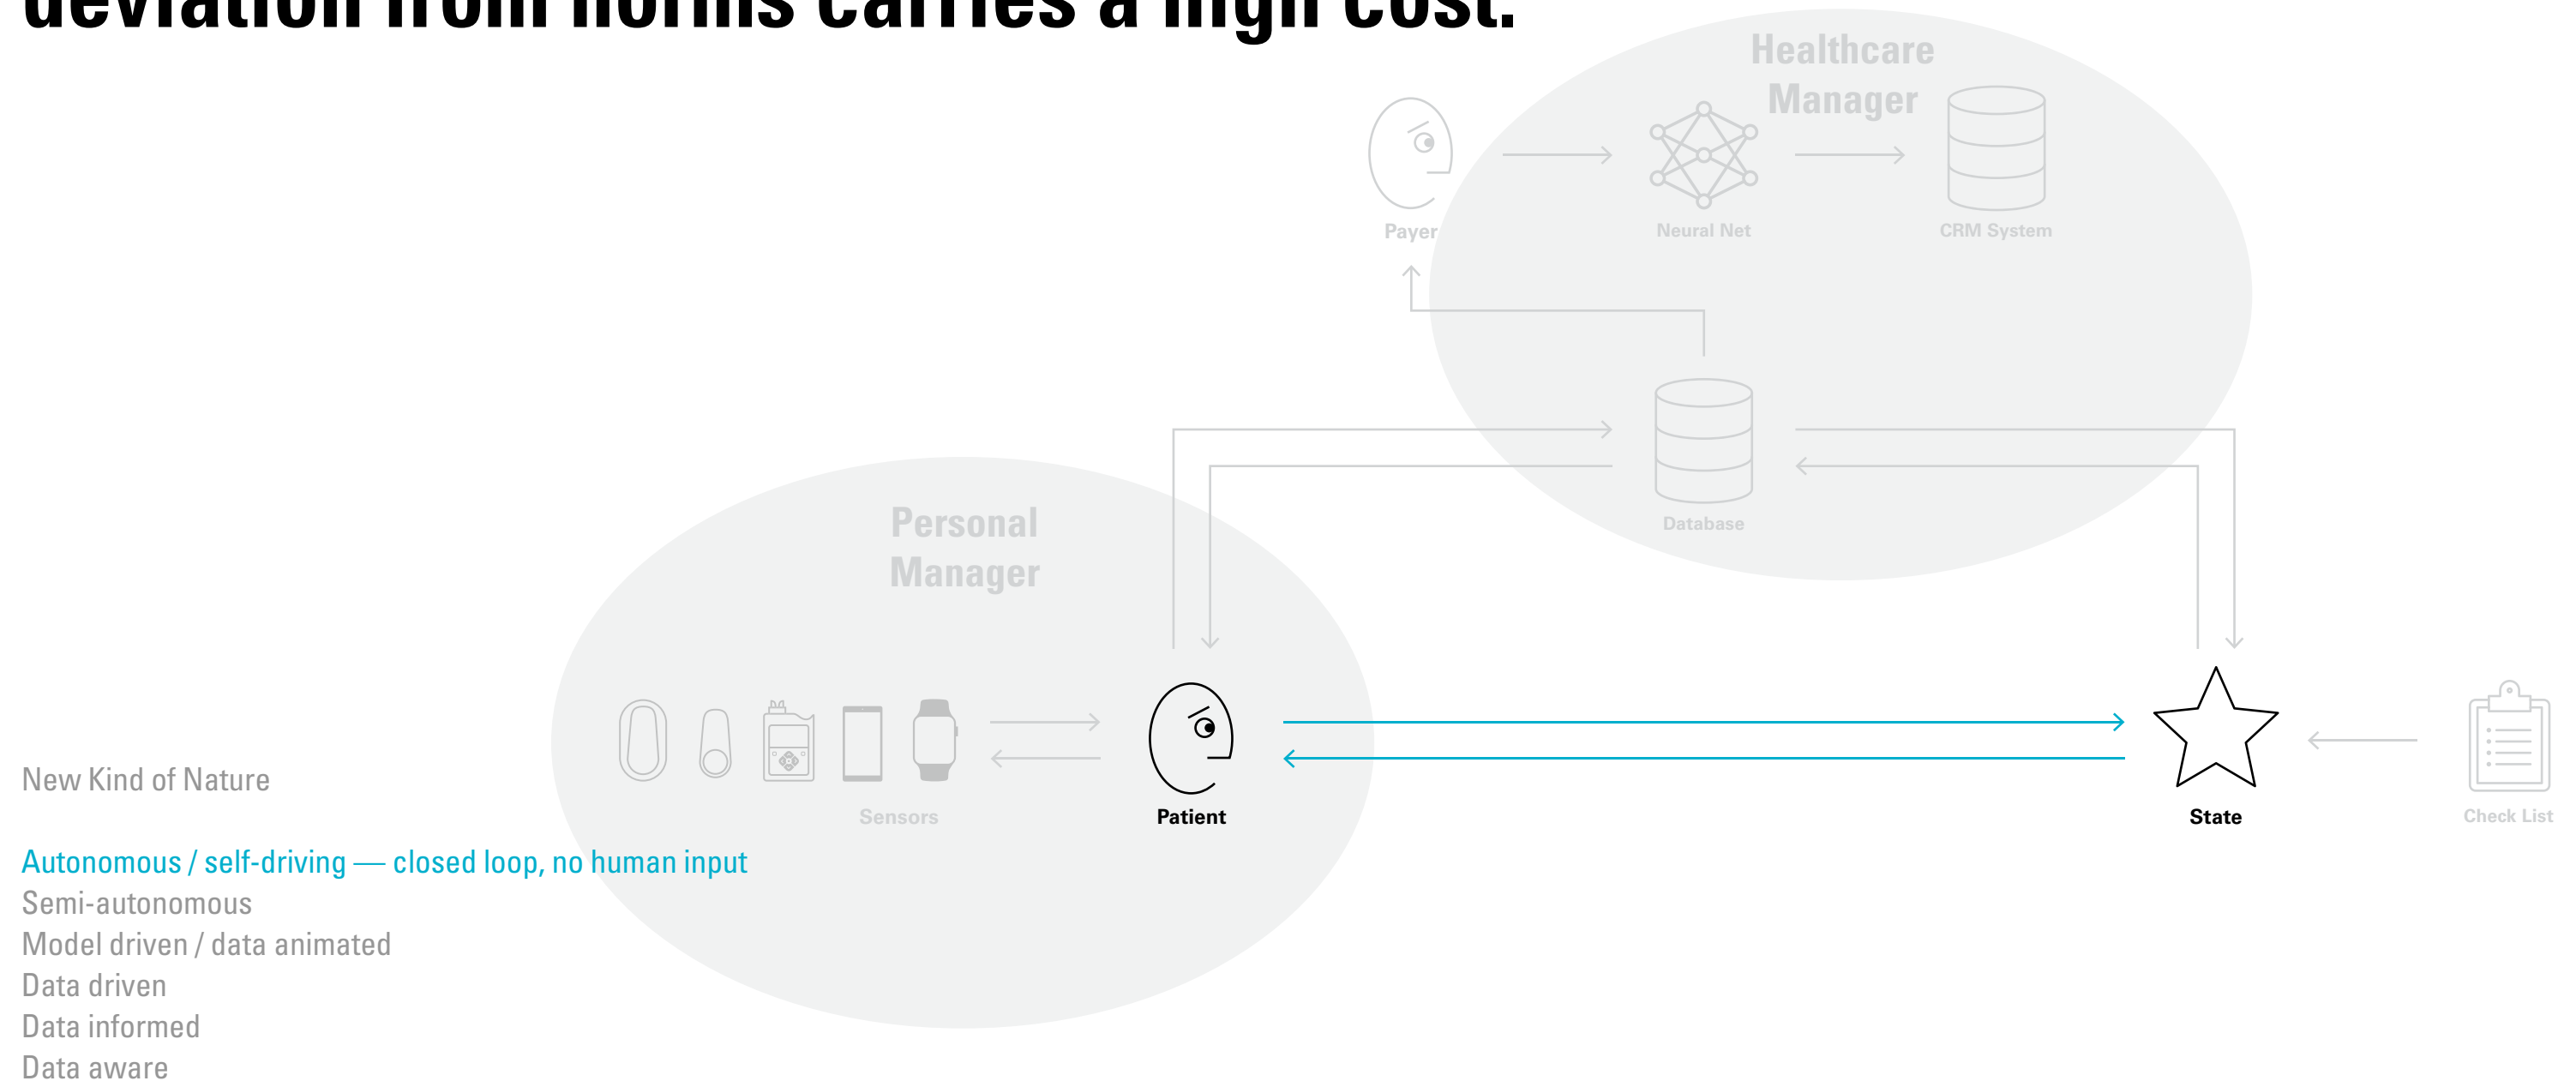 deviation from norms carries a high cost.
Healthcare
Manager
Payer
Neural Net
CRM System
Database
Personal
Manager
Sensors
Patient
State
Check List
New Kind of Nature
Autonomous / self-driving — closed loop, no human input
Semi-autonomous
Model driven / data animated
Data driven
Data informed
Data aware